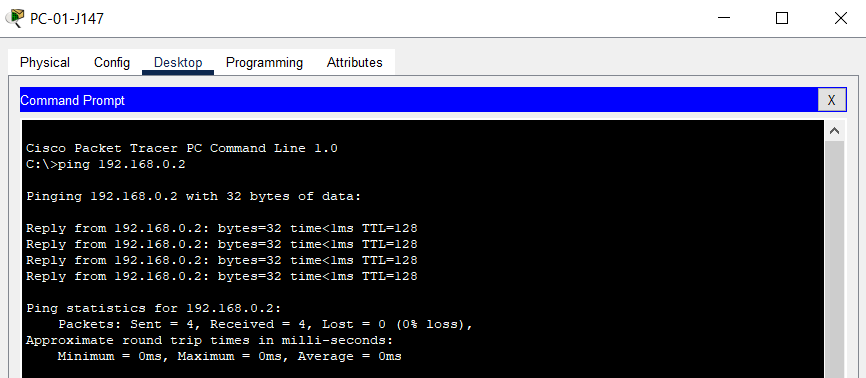 PC-01-J147
Physical Config Desktop Programming Attributes
Command Prompt
X
Cisco Packet Tracer PC Command Line 1.0
C:\>ping 192.168.0.2
Pinging 192.168.0.2 with 32 bytes of data:
Reply from 192.168.0.2: bytes=32 time<1ms TTL=128
Reply from 192.168.0.2: bytes=32 time<1ms TTL=128
Reply from 192.168.0.2: bytes=32 time<1ms TTL=128
Reply from 192.168.0.2: bytes=32 time<1ms TTL=128
Ping statistics for 192.168.0.2:
Packets: Sent = 4, Received = 4, Lost = 0 (0% loss),
Approximate round trip times in milli-seconds:
Minimum = 0ms, Maximum = 0ms, Average = 0ms